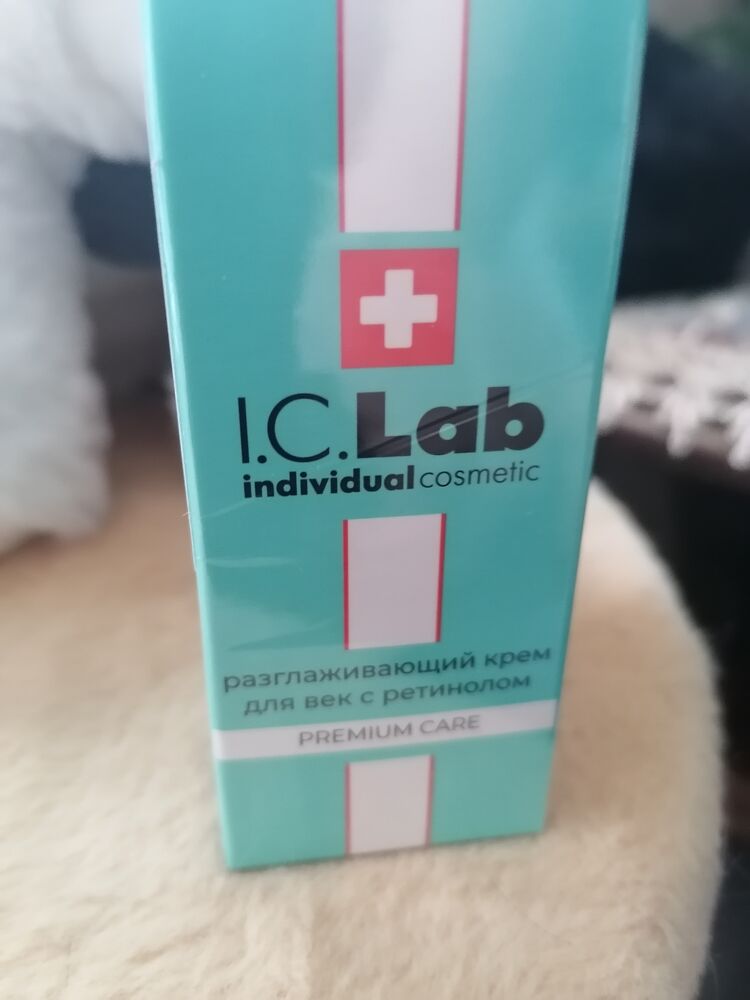 I.C.Lab
individual cosmetic
разглаживающий крем
для век с ретинолом
PREMIUM CARE